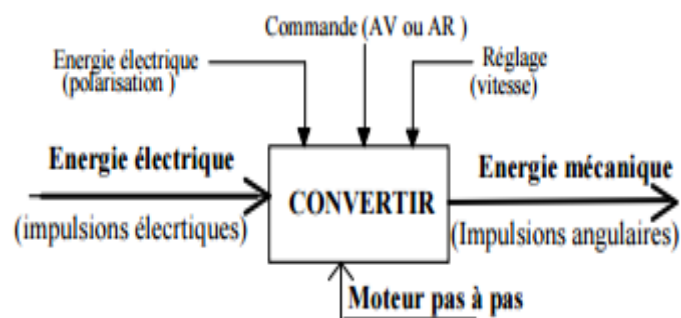 Commande (AV ou AR )
Energie électrique
(polarisation )
Réglage
(vitesse)
Energie électrique
(impulsions élecrtiques)
CONVERTIR
Energie mécanique
(Impulsions angulaires)
Moteur pas à pas